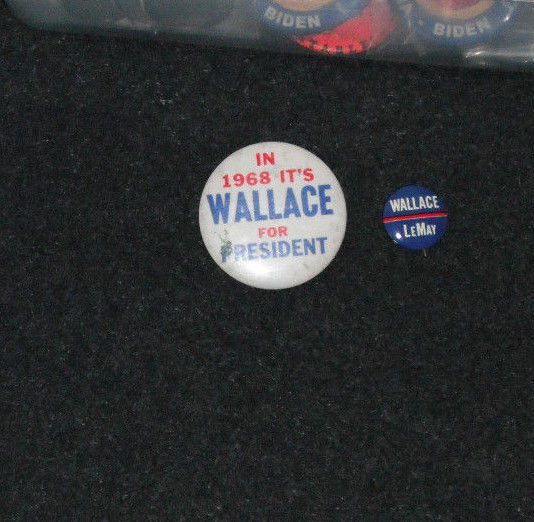 BIDEN
BIDEN
IN
1968 IT'S
WALLACE
FOR
PRESIDENT
WALLACE
LEMAY